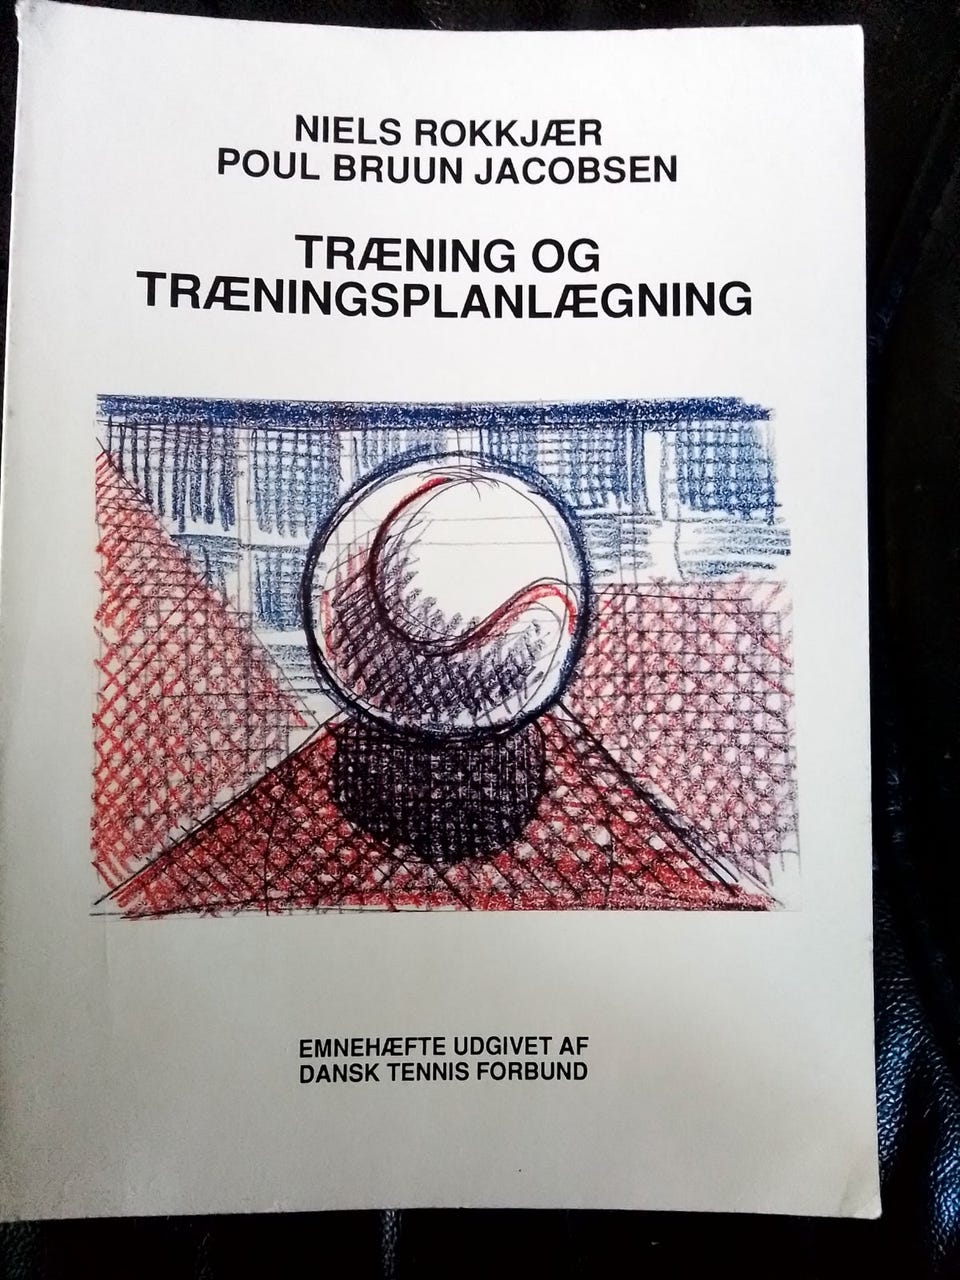 NIELS ROKKJÆR
POUL BRUUN JACOBSEN
TRÆNING OG
TRÆNINGSPLANLÆGNING
EMNEHÆFTE UDGIVET AF
DANSK TENNIS FORBUND